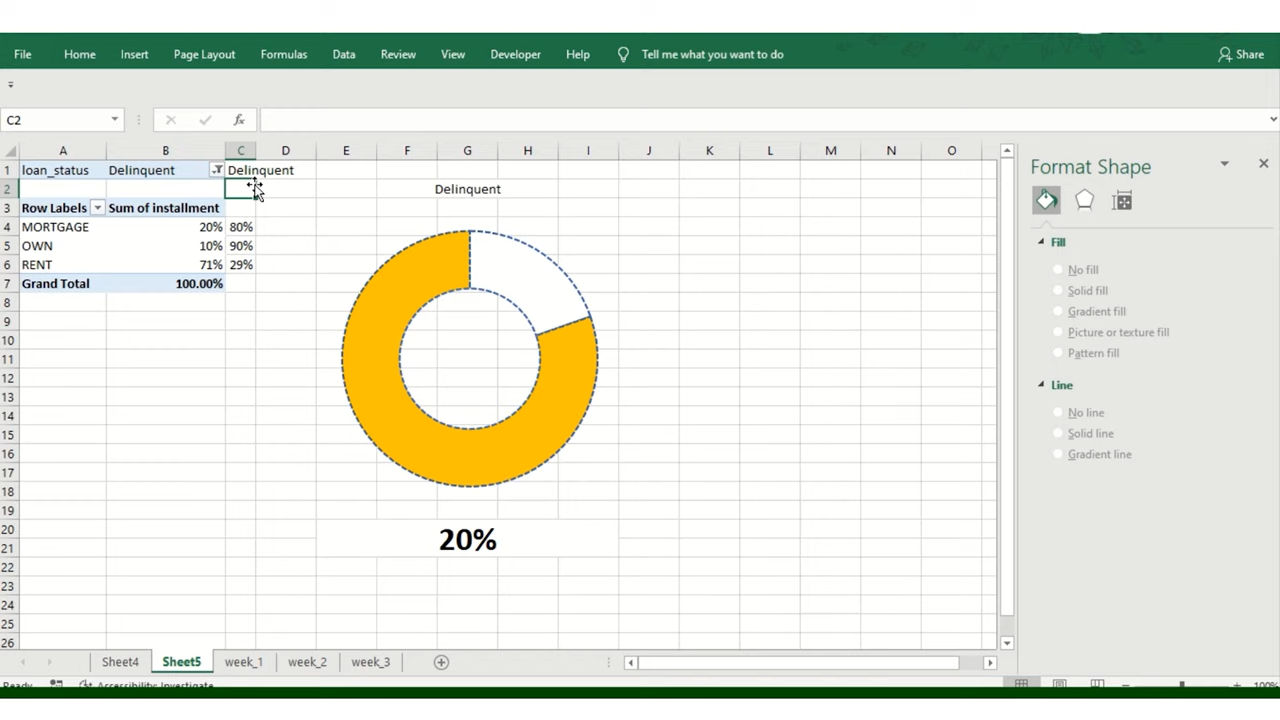 File Home Insert Page Layout Formulas Data Review View Developer Help Tell me what you want to do Share
C2 fx
A B C D E F G H I J K L M N O
1 loan_status Delinquent Delinquent
2 Delinquent
3 Row Labels Sum of installment
4 MORTGAGE 20% 80%
5 OWN 10% 90%
6 RENT 71% 29%
7 Grand Total 100.00%
8
9
10
11
12
13
14
15
16
17
18
19
20
20%
21
22
23
24
25
26
Format Shape
Fill
No fill
Solid fill
Gradient fill
Picture or texture fill
Pattern fill
Line
No line
Solid line
Gradient line
Sheet4 Sheet5 week_1 week_2 week_3
Ready Accessibility: Investigate 100%